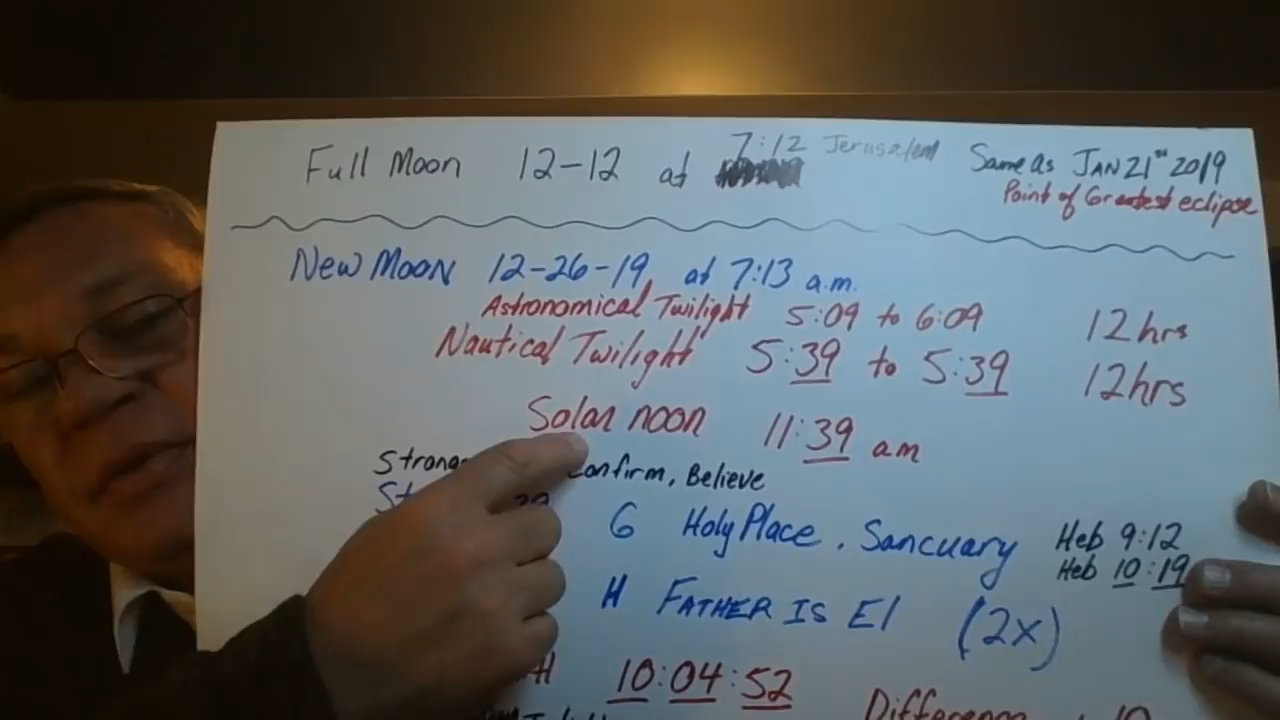 Full Moon 12-12 at 7:12 Jerusalem Same As JAN 21st 2019
Point of Greatest eclipse
New Moon 12-26-19 at 7:13 a.m.
Astronomical Twilight 5:09 to 6:09 12 hrs
Nautical Twilight 5:39 to 5:39 12hrs
Solar noon 11:39 am
Confirm, Believe
G Holy Place. Sancuary Heb 9:12
Heb 10:19
H FATHER IS El (2x)
H 10:04:52